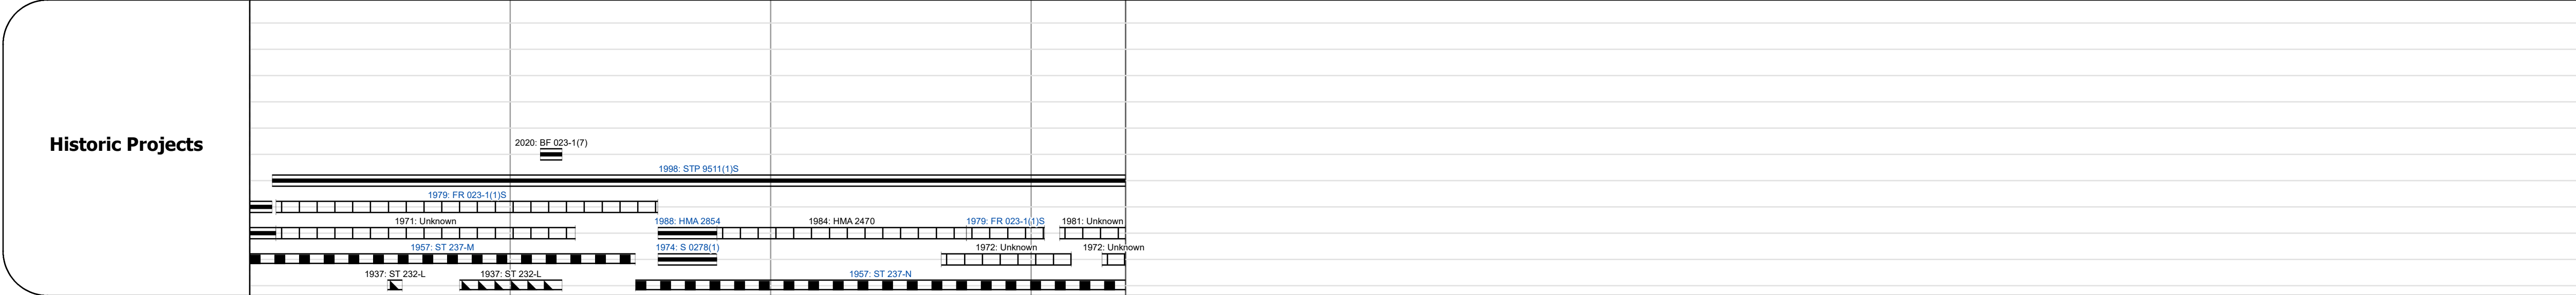 Historic Projects
2020: BF 023-1(7)
1998: STP 9511(1)S
1979: FR 023-1(1)S
1971: Unknown
1988: HMA 2854
1984: HMA 2470
1979: FR 023-1(1)S
1981: Unknown
1957: ST 237-M
1974: S 0278(1)
1972: Unknown
1972: Unknown
1937: ST 232-L
1937: ST 232-L
1957: ST 237-N